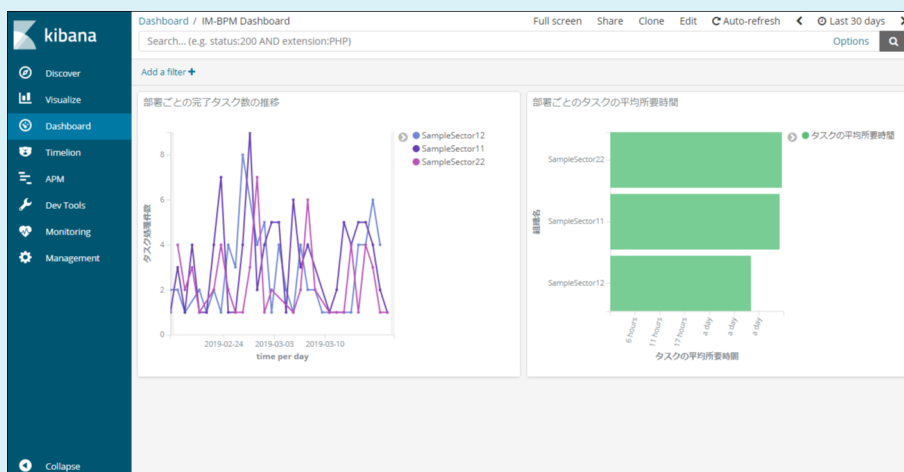 kibana
Discover
Visualize
Dashboard
Timelion
APM
Dev Tools
Monitoring
Management
Collapse
Dashboard / IM-BPM Dashboard
Full screen Share Clone Edit Auto-refresh Last 30 days
Search... (e.g. status:200 AND extension:PHP)
Options
Add a filter
部署ごとの完了タスク数の推移
タスク処理件数
8
6
4
2
0
2019-02-24 2019-03-03 2019-03-10
time per day
SampleSector12
SampleSector11
SampleSector22
部署ごとのタスクの平均所要時間
組織名
SampleSector22
SampleSector11
SampleSector12
6 hours 11 hours 17 hours a day a day a day
タスクの平均所要時間
タスクの平均所要時間